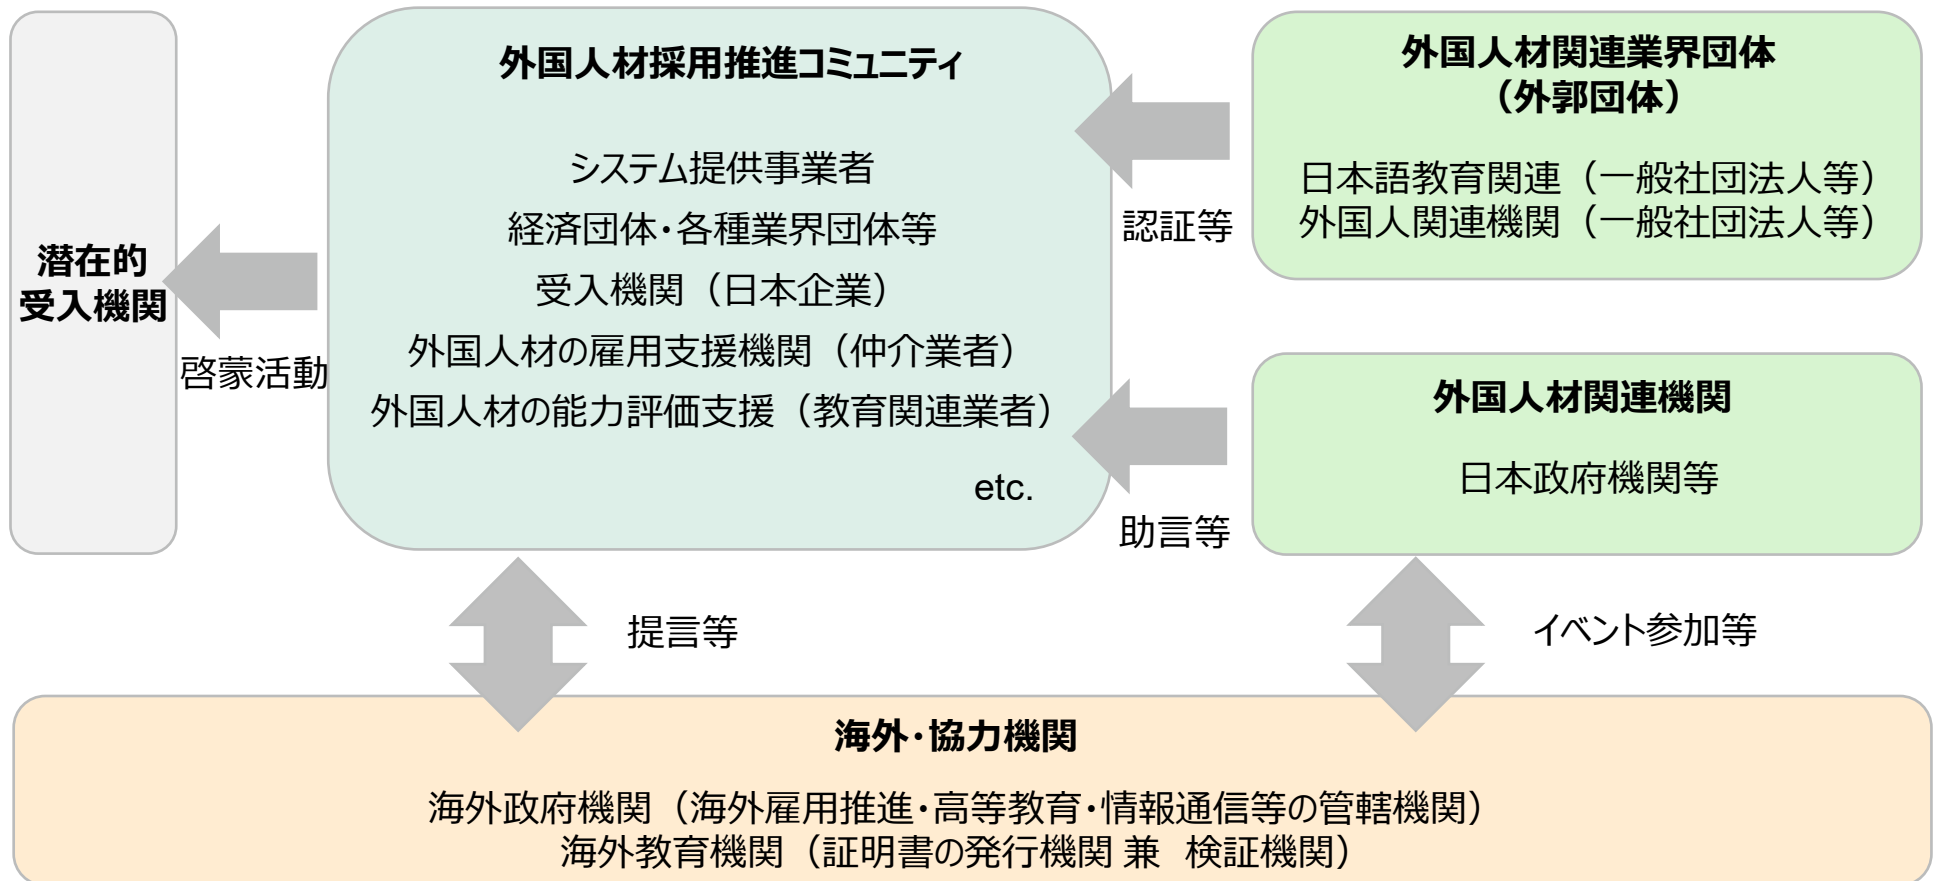 潜在的
受入機関
啓蒙活動
外国人材採用推進コミュニティ
システム提供事業者
経済団体・各種業界団体等
受入機関（日本企業）
外国人材の雇用支援機関（仲介業者）
外国人材の能力評価支援（教育関連業者）
etc.
認証等
助言等
外国人材関連業界団体
（外郭団体）
日本語教育関連（一般社団法人等）
外国人関連機関（一般社団法人等）
外国人材関連機関
日本政府機関等
提言等
イベント参加等
海外・協力機関
海外政府機関（海外雇用推進・高等教育・情報通信等の管轄機関）
海外教育機関（証明書の発行機関 兼　検証機関）